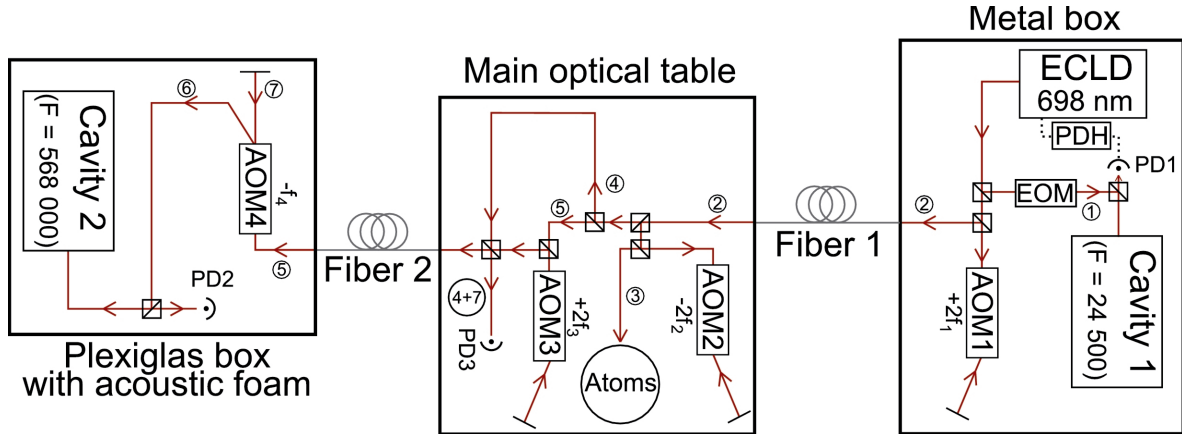 Metal box
Main optical table
ECLD
698 nm
PDH
PD1
EOM
①
②
Cavity 1
(F = 24 500)
AOM1
+2f₁
Fiber 1
②
④
⑤
③
AOM2
-2f₂
Atoms
AOM3
+2f₃
4+7
PD3
Fiber 2
⑤
⑥
⑦
AOM4
-f₄
Cavity 2
(F = 568 000)
PD2
Plexiglas box
with acoustic foam